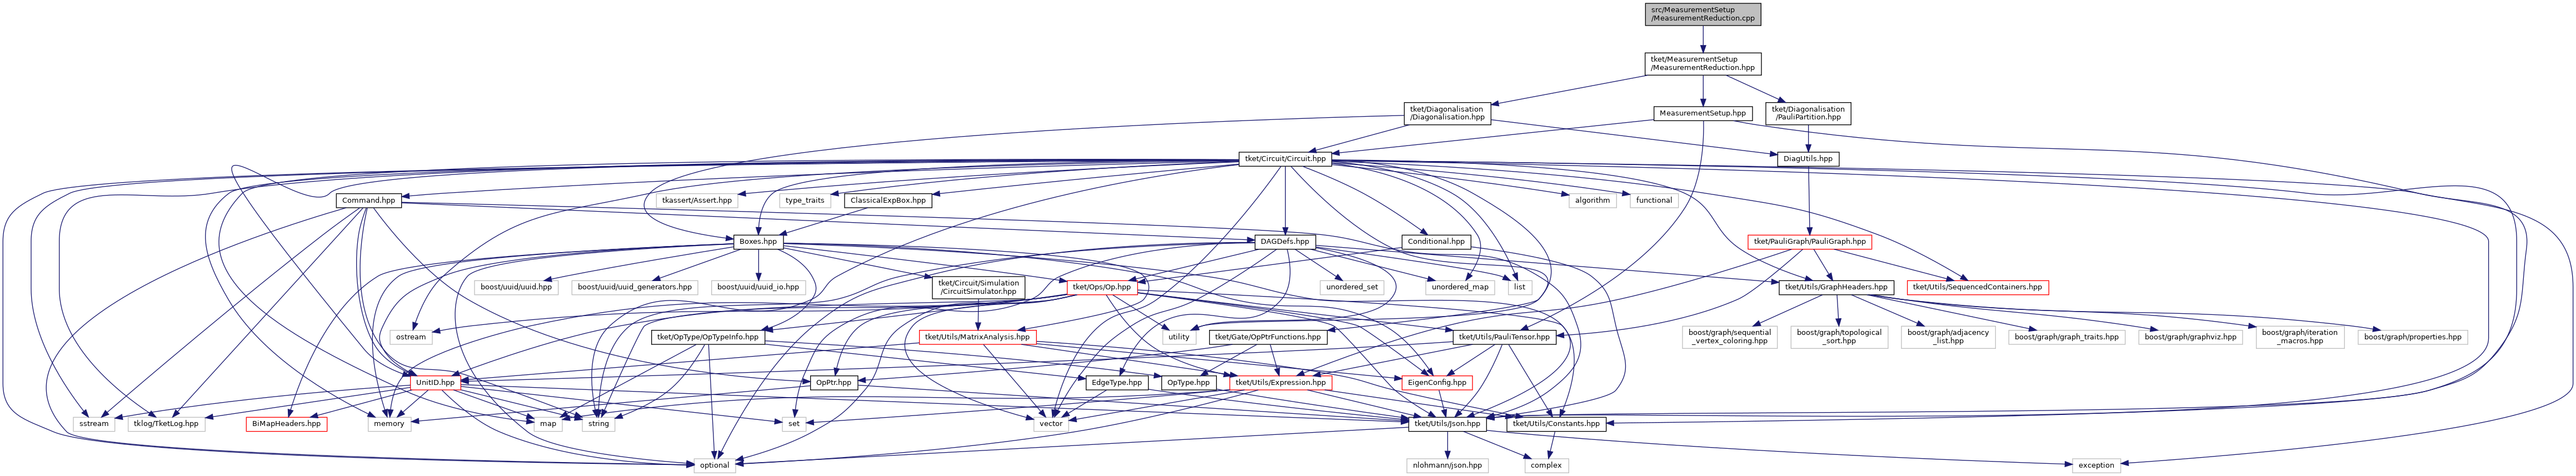 src/MeasurementSetup
/MeasurementReduction.cpp
tket/MeasurementSetup
/MeasurementReduction.hpp
tket/Diagonalisation
/Diagonalisation.hpp
MeasurementSetup.hpp
tket/Diagonalisation
/PauliPartition.hpp
tket/Circuit/Circuit.hpp
DiagUtils.hpp
Command.hpp
tkassert/Assert.hpp
type_traits
ClassicalExpBox.hpp
algorithm
functional
Boxes.hpp
DAGDefs.hpp
Conditional.hpp
tket/PauliGraph/PauliGraph.hpp
boost/uuid/uuid.hpp
boost/uuid/uuid_generators.hpp
boost/uuid/uuid_io.hpp
tket/Circuit/Simulation
/CircuitSimulator.hpp
tket/Ops/Op.hpp
unordered_set
unordered_map
list
tket/Utils/GraphHeaders.hpp
tket/Utils/SequencedContainers.hpp
ostream
tket/OpType/OpTypeInfo.hpp
tket/Utils/MatrixAnalysis.hpp
utility
tket/Gate/OpPtrFunctions.hpp
tket/Utils/PauliTensor.hpp
boost/graph/sequential
_vertex_coloring.hpp
boost/graph/topological
_sort.hpp
boost/graph/adjacency
_list.hpp
boost/graph/graph_traits.hpp
boost/graph/graphviz.hpp
boost/graph/iteration
_macros.hpp
boost/graph/properties.hpp
UnitID.hpp
OpPtr.hpp
EdgeType.hpp
OpType.hpp
tket/Utils/Expression.hpp
EigenConfig.hpp
sstream
tklog/TketLog.hpp
BiMapHeaders.hpp
memory
map
string
set
vector
tket/Utils/Json.hpp
tket/Utils/Constants.hpp
optional
nlohmann/json.hpp
complex
exception